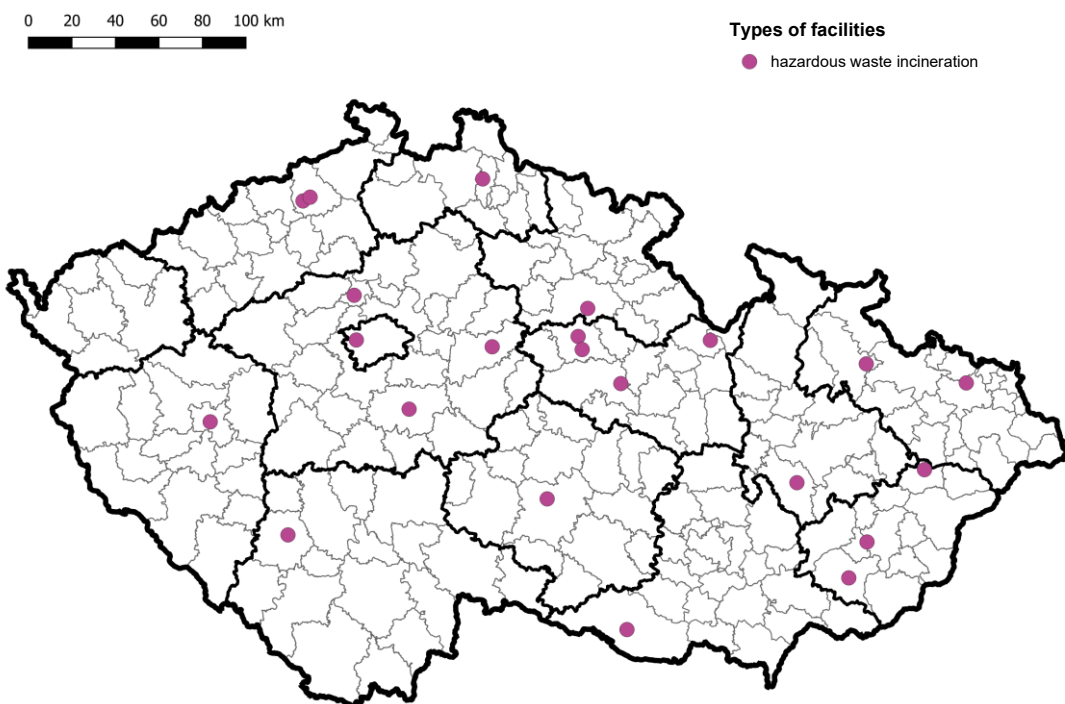 0 20 40 60 80 100 km
Types of facilities
hazardous waste incineration